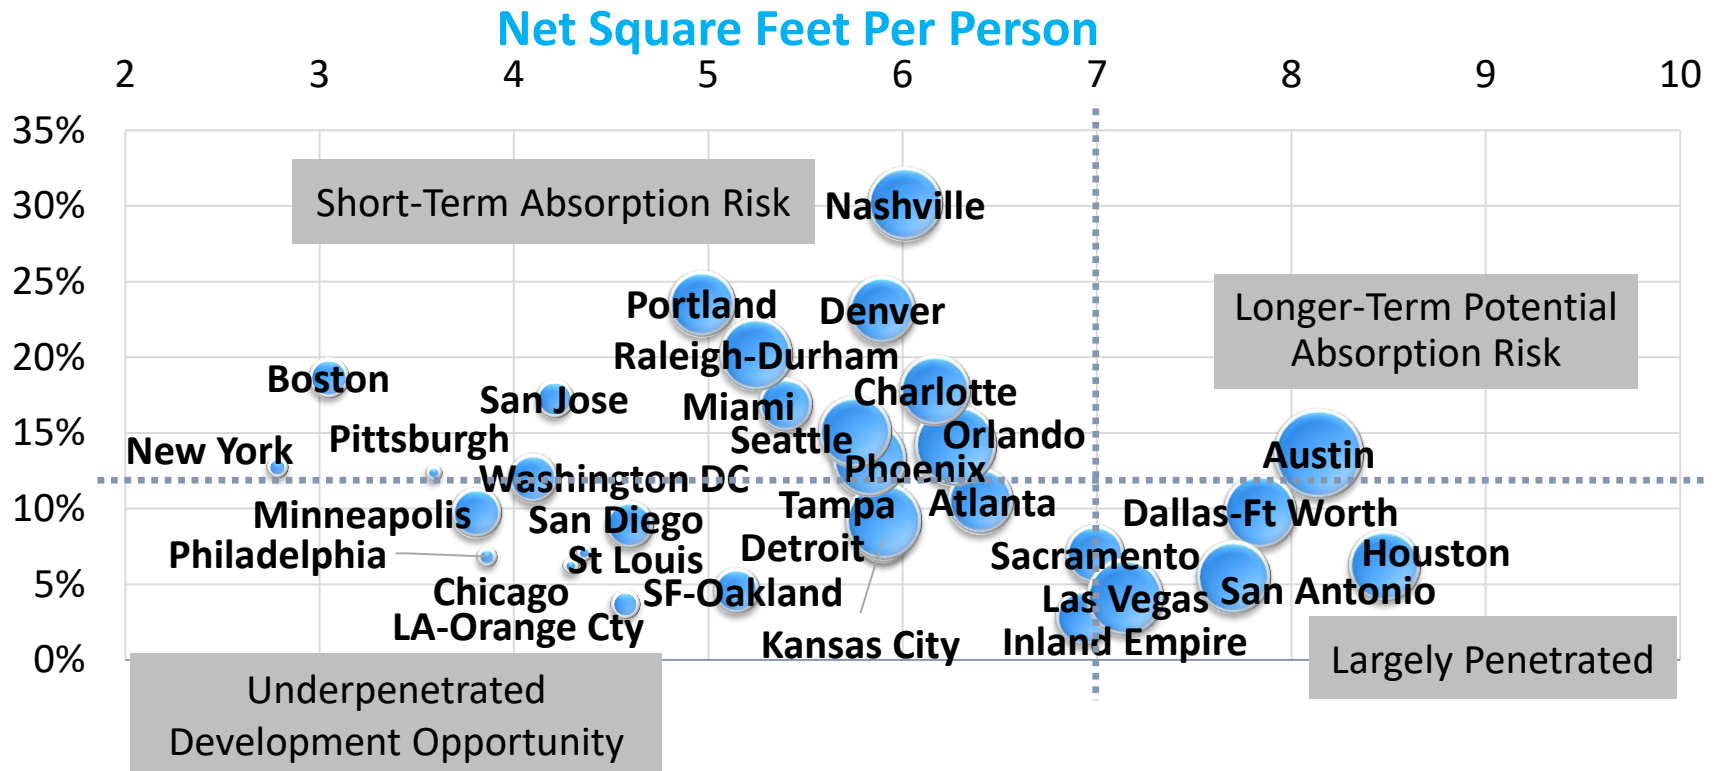 Net Square Feet Per Person
2 3 4 5 6 7 8 9 10
35%
30%
25%
20%
15%
10%
5%
0%
Short-Term Absorption Risk
Nashville
Portland
Denver
Longer-Term Potential
Absorption Risk
Raleigh-Durham
Boston
San Jose
Miami
Charlotte
New York
Pittsburgh
Seattle
Orlando
Austin
Washington DC
Phoenix
Minneapolis
San Diego
Tampa
Atlanta
Dallas-Ft Worth
Philadelphia
St Louis
Detroit
Sacramento
Houston
Chicago
SF-Oakland
Las Vegas
San Antonio
LA-Orange Cty
Kansas City
Inland Empire
Largely Penetrated
Underpenetrated
Development Opportunity